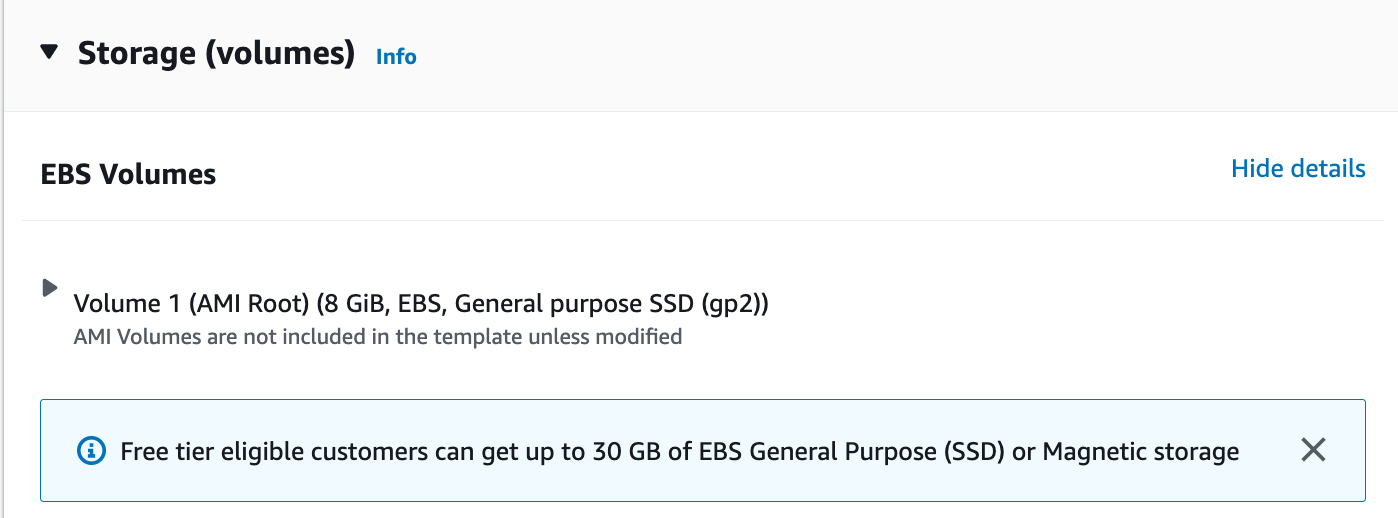 Storage (volumes) Info
EBS Volumes
Hide details
Volume 1 (AMI Root) (8 GiB, EBS, General purpose SSD (gp2))
AMI Volumes are not included in the template unless modified
Free tier eligible customers can get up to 30 GB of EBS General Purpose (SSD) or Magnetic storage